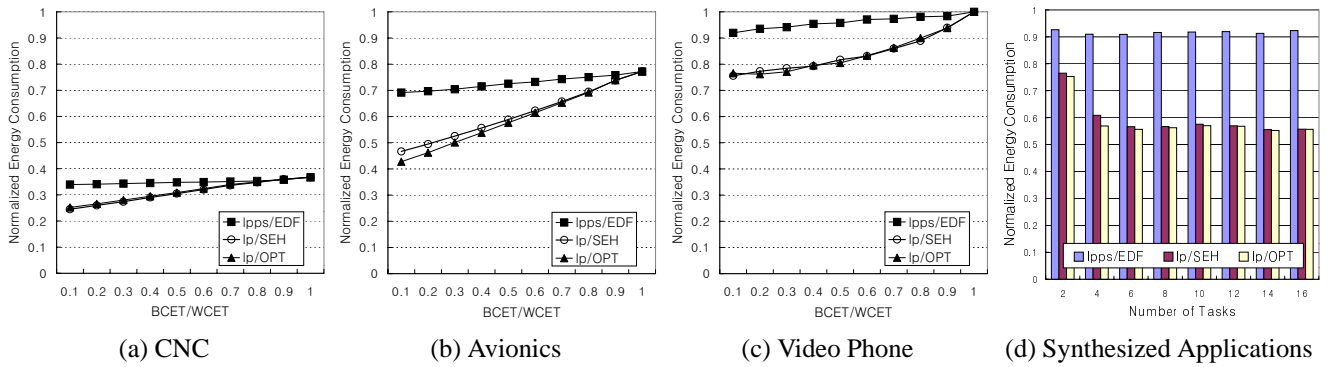 Normalized Energy Consumption
1
0.9
0.8
0.7
0.6
0.5
0.4
0.3
0.2
0.1
0
lpps/EDF
lp/SEH
lp/OPT
0.1 0.2 0.3 0.4 0.5 0.6 0.7 0.8 0.9 1
BCET/WCET
(a) CNC
Normalized Energy Consumption
1
0.9
0.8
0.7
0.6
0.5
0.4
0.3
0.2
0.1
0
lpps/EDF
lp/SEH
lp/OPT
0.1 0.2 0.3 0.4 0.5 0.6 0.7 0.8 0.9 1
BCET/WCET
(b) Avionics
Normalized Energy Consumption
1
0.9
0.8
0.7
0.6
0.5
0.4
0.3
0.2
0.1
0
lpps/EDF
lp/SEH
lp/OPT
0.1 0.2 0.3 0.4 0.5 0.6 0.7 0.8 0.9 1
BCET/WCET
(c) Video Phone
Normalized Energy Consumption
1
0.9
0.8
0.7
0.6
0.5
0.4
0.3
0.2
0.1
0
lpps/EDF lp/SEH lp/OPT
2 4 6 8 10 12 14 16
Number of Tasks
(d) Synthesized Applications